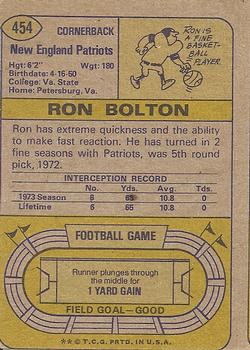 454
CORNERBACK
New England Patriots
Hgt: 6'2" Wgt: 180
Birthdate: 4-16-50
College: Va. State
Home: Petersburg, Va.
RON IS
A FINE
BASKET-
BALL
PLAYER.
RON BOLTON
Ron has extreme quickness and the ability
to make fast reaction. He has turned in 2
fine seasons with Patriots, was 5th round
pick, 1972.
INTERCEPTION RECORD
No. Yds. Avg. Tds.
1973 Season 6 65 10.8 0
Lifetime 6 65 10.8 0
FOOTBALL GAME
Runner plunges through
the middle for
1 YARD GAIN
FIELD GOAL—GOOD
** © T.C.G. PRTD. IN U.S.A.